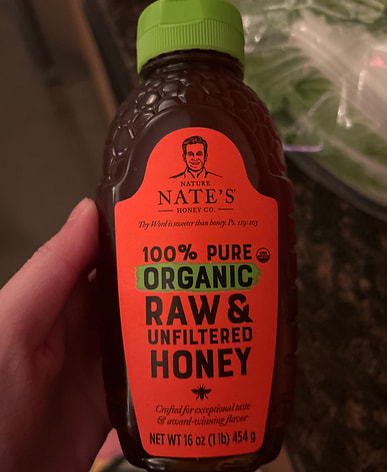 NATURE
NATE'S
HONEY CO.
Thy Word is sweeter than honey. Ps. 119: 103
100% PURE
ORGANIC
RAW &
UNFILTERED
HONEY
Crafted for exceptional taste
& award-winning flavor
NET WT 16 oz (1 lb) 454 g